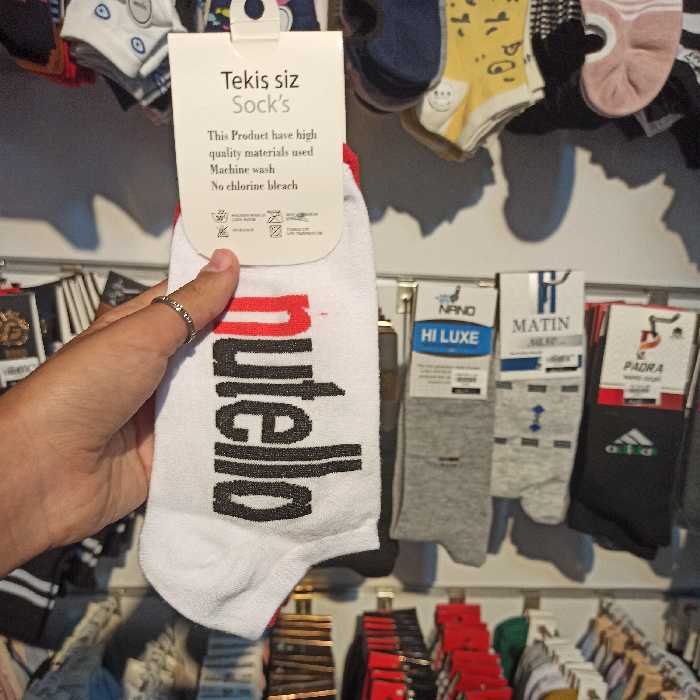 Tekiş siz
Sock's
This Product have high
quality materials used
Machine wash
No chlorine bleach
nutella
NANO
HI LUXE
MATIN
PADRA
adidas